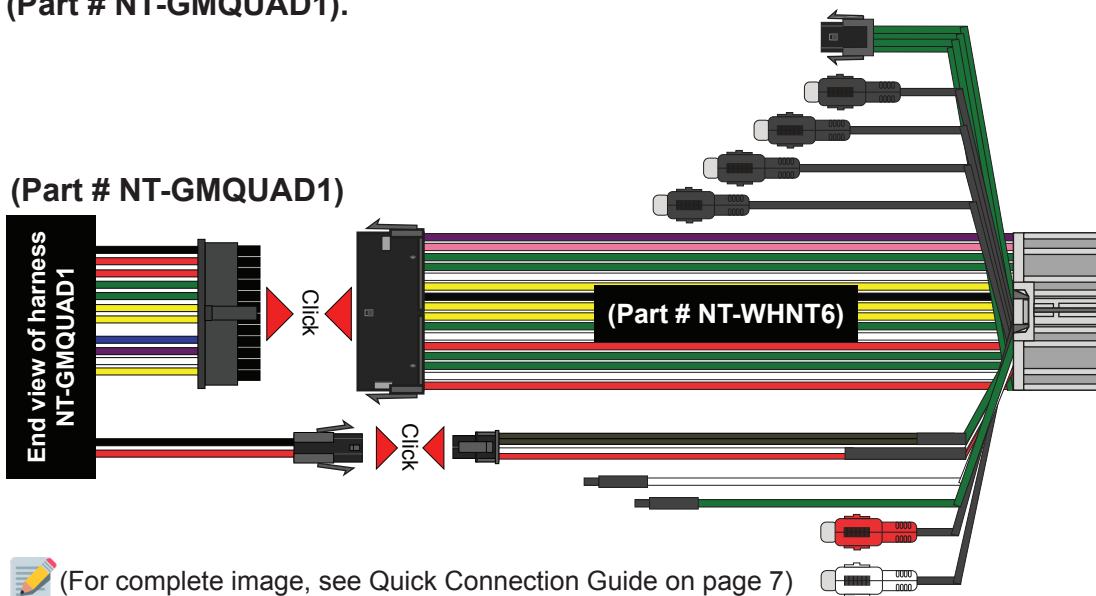 (Part # NT-GMQUAD1).
(Part # NT-GMQUAD1)
End view of harness
NT-GMQUAD1
Click
(Part # NT-WHNT6)
Click
(For complete image, see Quick Connection Guide on page 7)